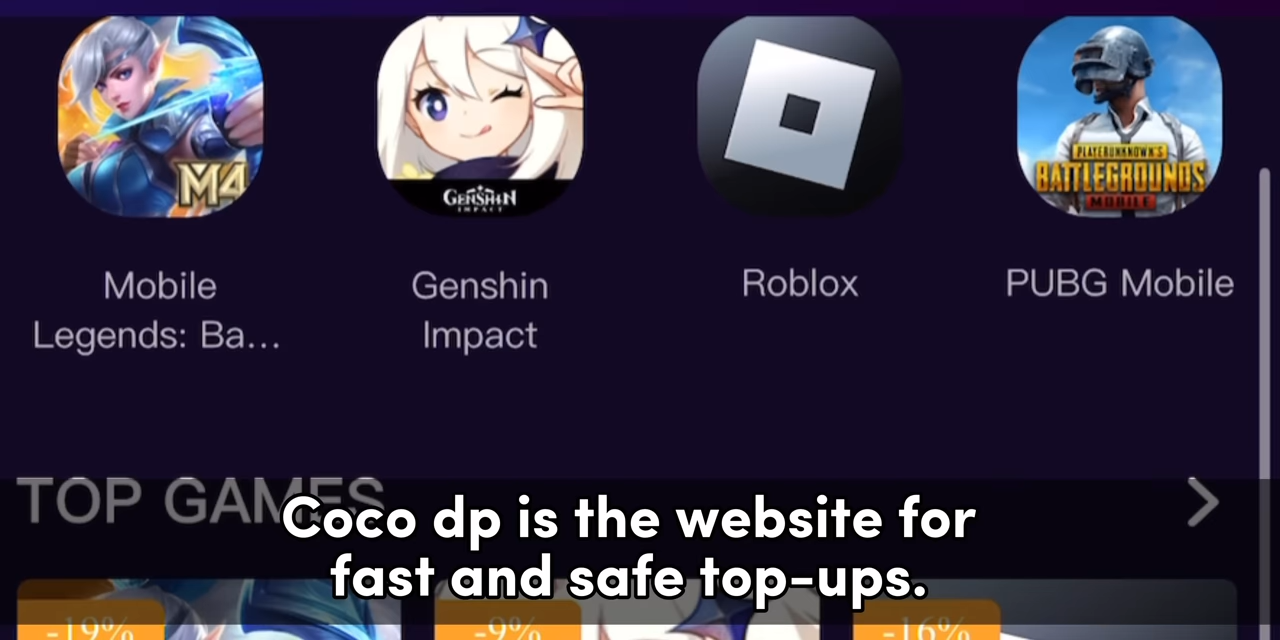 M4
GENSHIN
IMPACT
PLAYERUNKNOWN'S
BATTLEGROUNDS
MOBILE
Mobile
Legends: Ba...
Genshin
Impact
Roblox
PUBG Mobile
TOP GAMES
Coco dp is the website for
fast and safe top-ups.
-19%
-9%
-16%